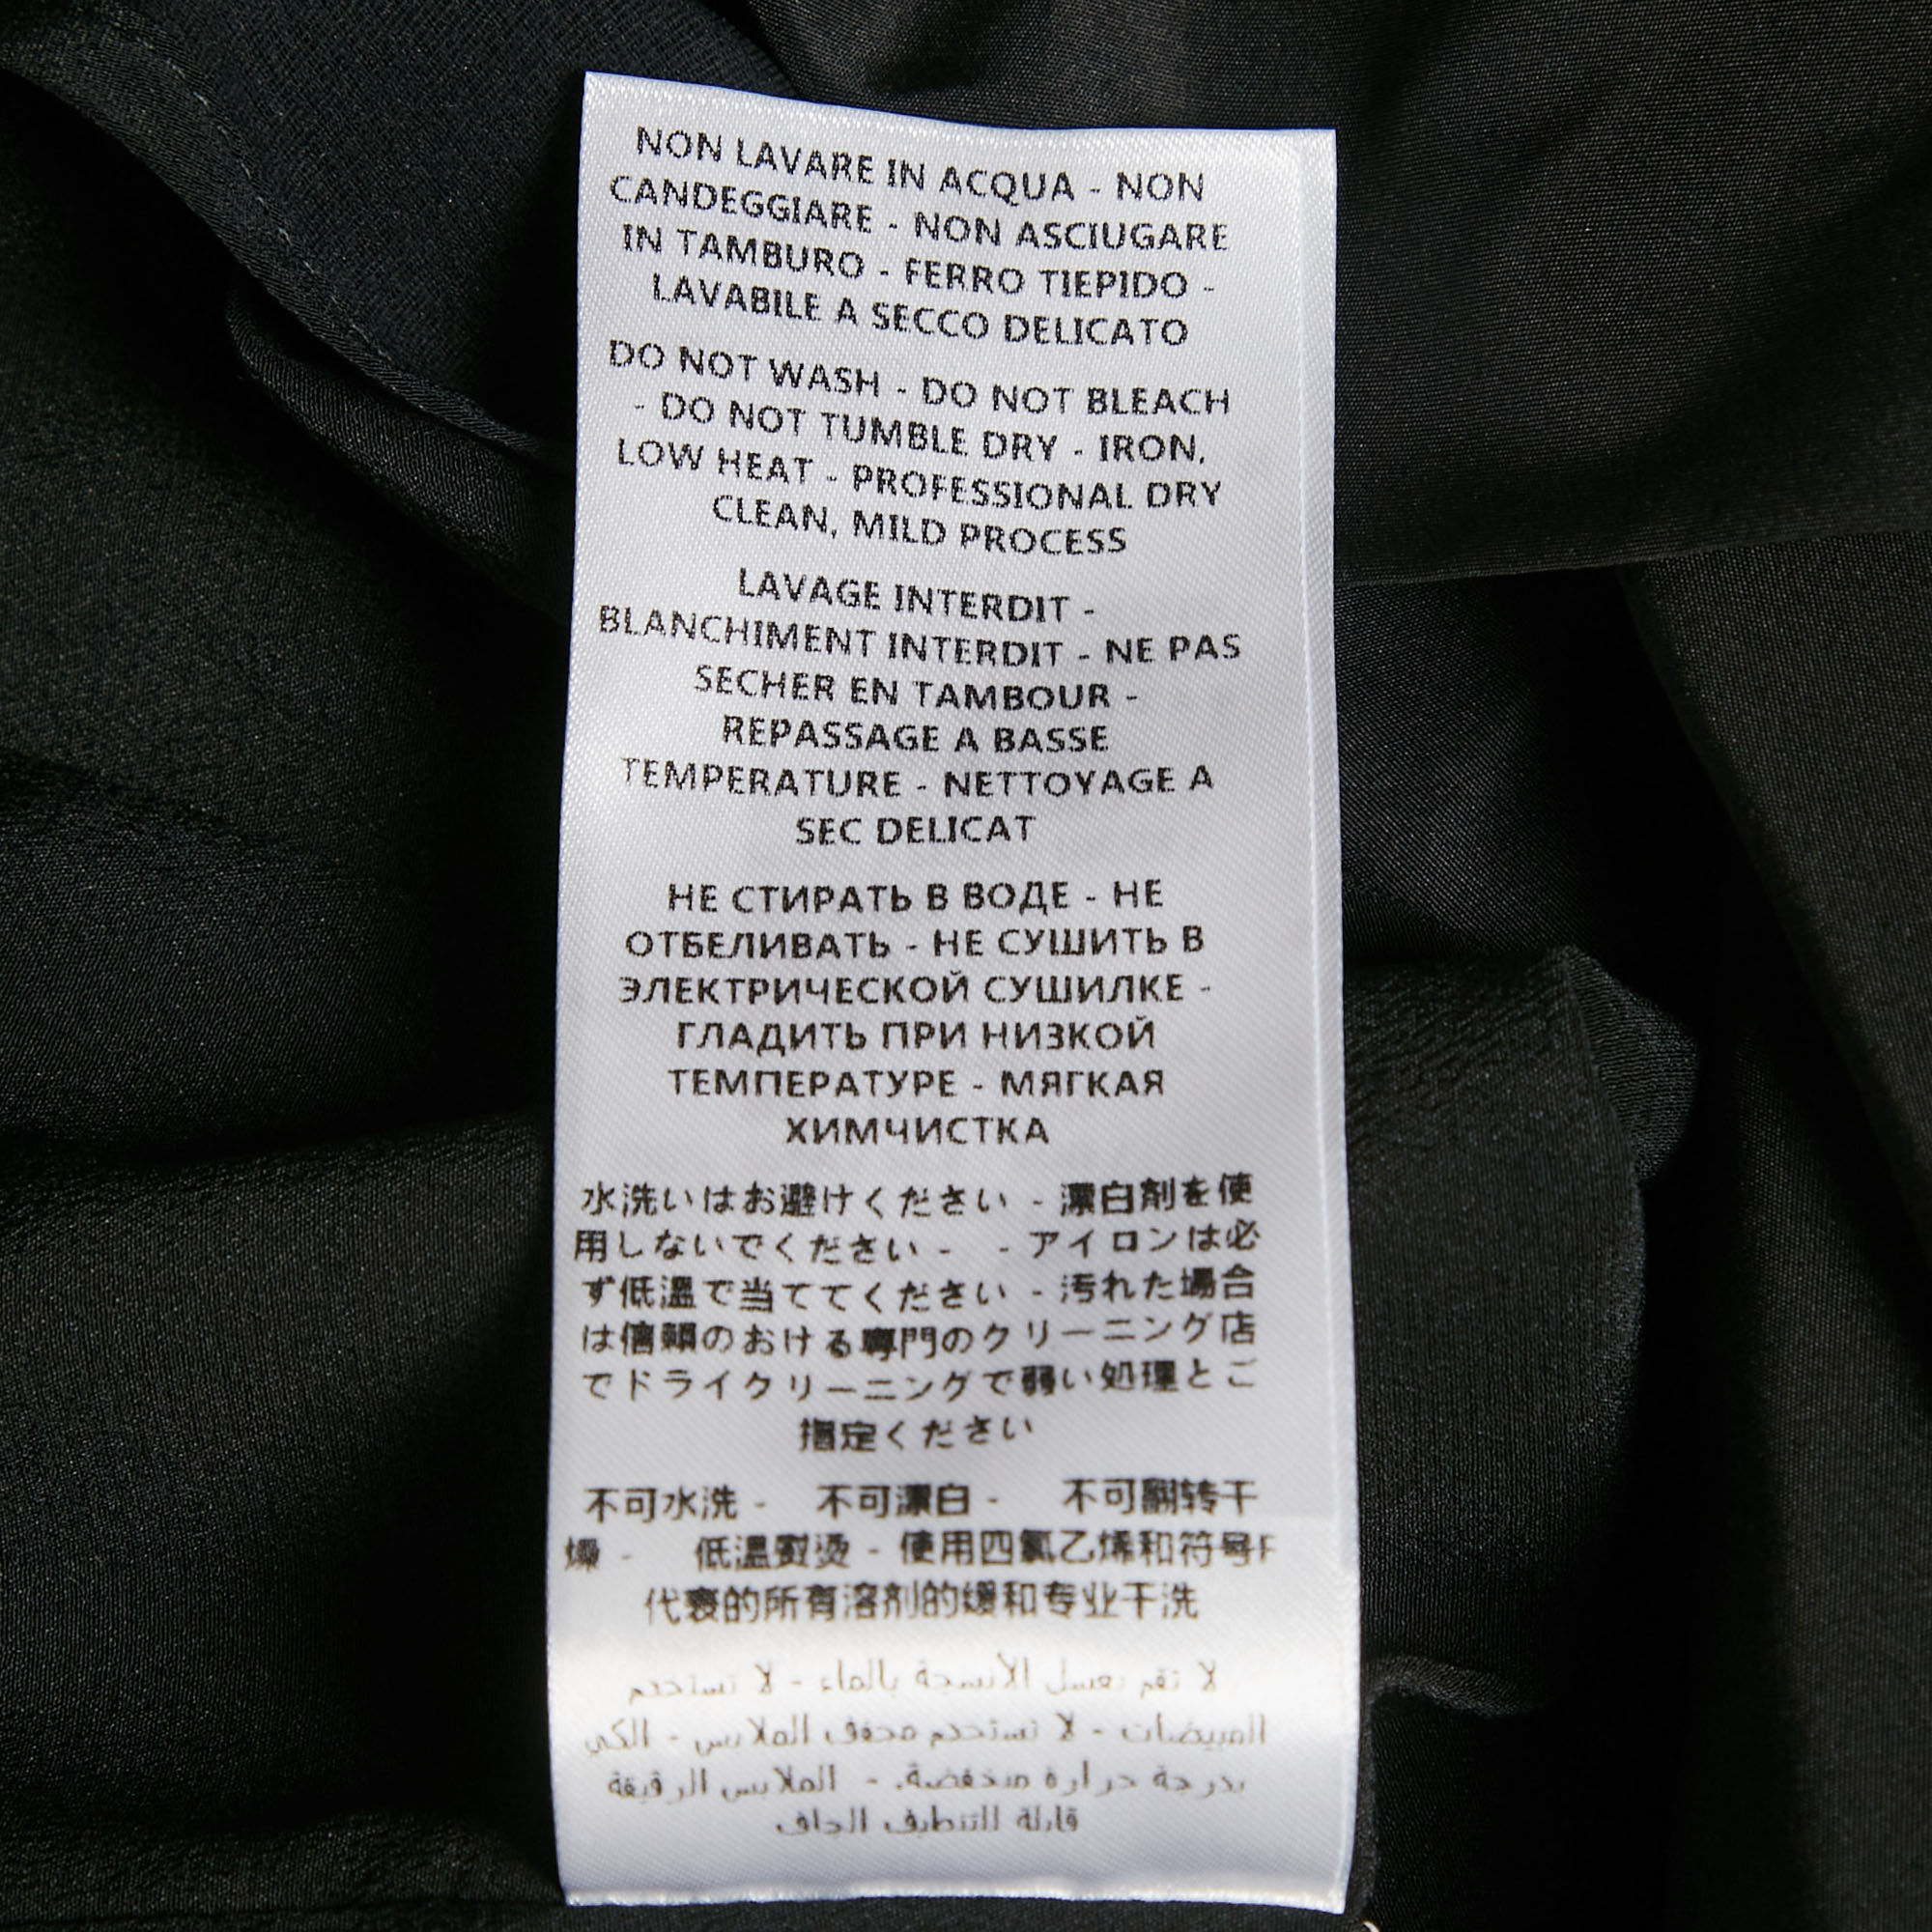 NON LAVARE IN ACQUA - NON
CANDEGGIARE - NON ASCIUGARE
IN TAMBURO - FERRO TIEPIDO -
LAVABILE A SECCO DELICATO
DO NOT WASH - DO NOT BLEACH
- DO NOT TUMBLE DRY - IRON,
LOW HEAT - PROFESSIONAL DRY
CLEAN, MILD PROCESS
LAVAGE INTERDIT -
BLANCHIMENT INTERDIT - NE PAS
SECHER EN TAMBOUR -
REPASSAGE A BASSE
TEMPERATURE - NETTOYAGE A
SEC DELICAT
НЕ СТИРАТЬ В ВОДЕ - НЕ
ОТБЕЛИВАТЬ - НЕ СУШИТЬ В
ЭЛЕКТРИЧЕСКОЙ СУШИЛКЕ -
ГЛАДИТЬ ПРИ НИЗКОЙ
ТЕМПЕРАТУРЕ - МЯГКАЯ
ХИМЧИСТКА
水洗いはお避けください - 漂白剤を使
用しないでください - - アイロンは必
ず低温で当ててください - 汚れた場合
は信頼のおける専門のクリーニング店
でドライクリーニングで弱い処理とご
指定ください
不可水洗 - 不可漂白 - 不可翻转干
燥 - 低温熨烫 - 使用四氯乙烯和符号F
代表的所有溶剂的缓和专业干洗
لا تقم بغسل الأنسجة بالماء - لا تستخدم
المبيضات - لا تستخدم مجفف الملابس - الكي
بدرجة حرارة منخفضة. - الملابس الرقيقة
قابلة للتنظيف الجاف